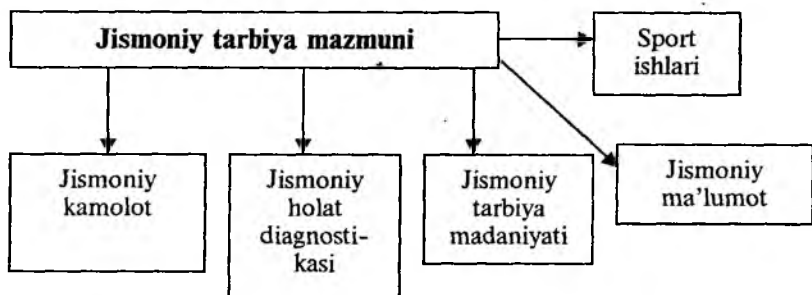 Jismoniy tarbiya mazmuni
Sport
ishlari
Jismoniy
kamolot
Jismoniy
holat
diagnosti-
kasi
Jismoniy
tarbiya
madaniyati
Jismoniy
ma’lumot